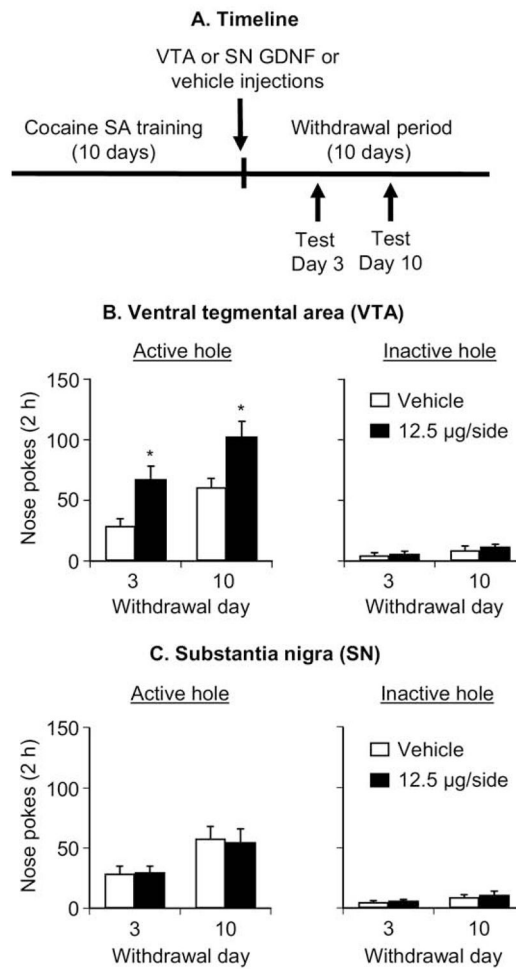 A. Timeline
VTA or SN GDNF or
vehicle injections
Cocaine SA training
(10 days)
Withdrawal period
(10 days)
Test
Day 3
Test
Day 10
B. Ventral tegmental area (VTA)
Active hole
Inactive hole
Nose pokes (2 h)
150
100
50
0
*
*
Vehicle
12.5 µg/side
3
10
3
10
Withdrawal day
Withdrawal day
C. Substantia nigra (SN)
Active hole
Inactive hole
Nose pokes (2 h)
150
100
50
0
Vehicle
12.5 µg/side
3
10
3
10
Withdrawal day
Withdrawal day